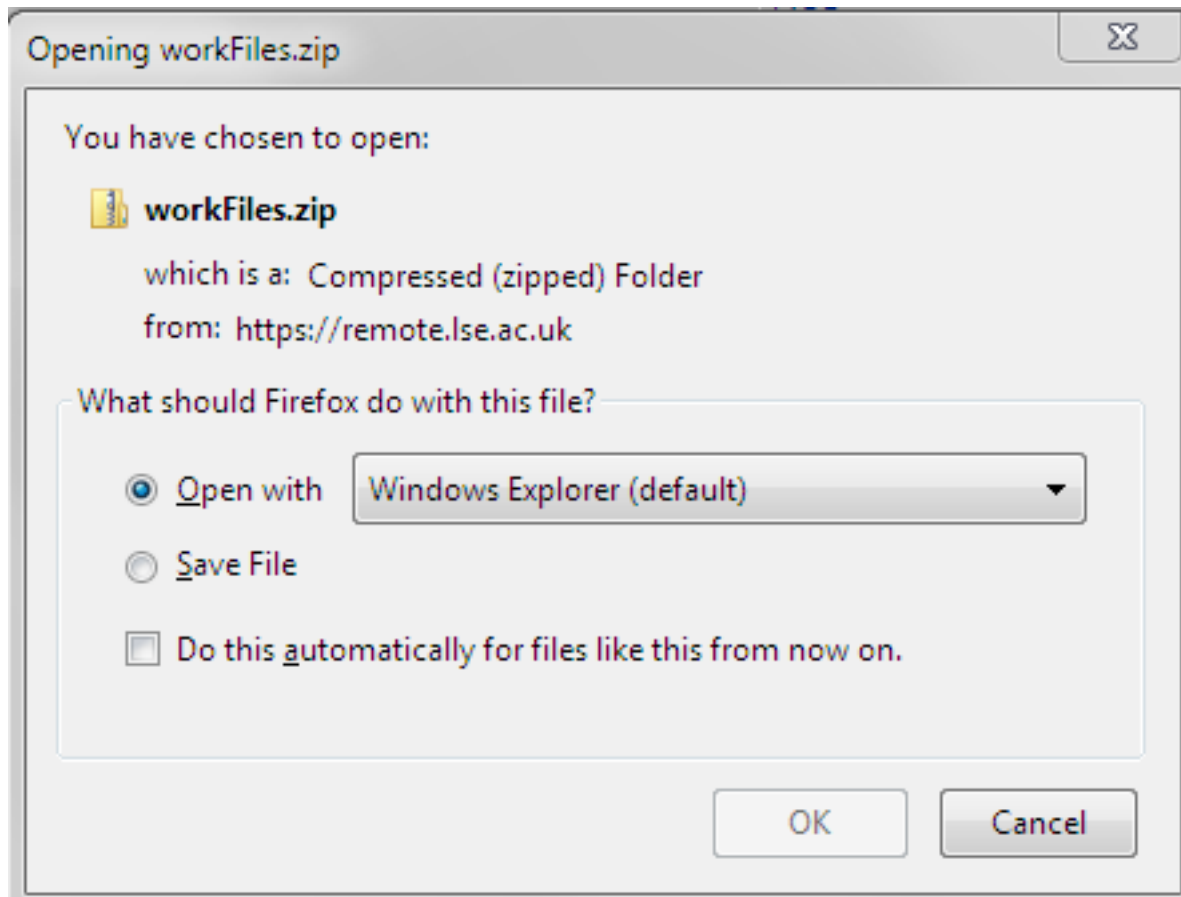 Opening workFiles.zip
You have chosen to open:
workFiles.zip
which is a: Compressed (zipped) Folder
from: https://remote.lse.ac.uk
What should Firefox do with this file?
Open with Windows Explorer (default)
Save File
Do this automatically for files like this from now on.
OK Cancel